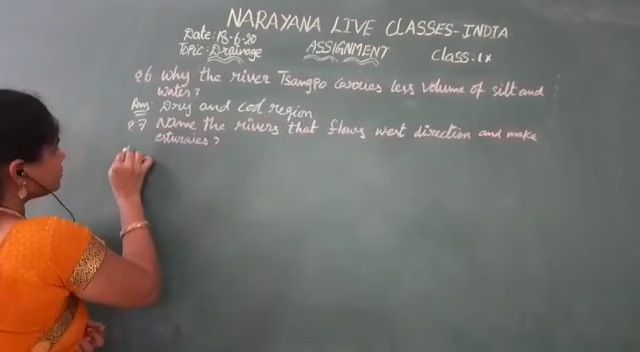 NARAYANA LIVE CLASSES-INDIA
Date: 13-6-20
Topic: Drainage ASSIGNMENT Class: IX
Q6 Why the river Tsangpo carries less volume of silt and
water?
Ans: Dry and cool region
Q7 Name the rivers that flows west direction and make
esturaies?